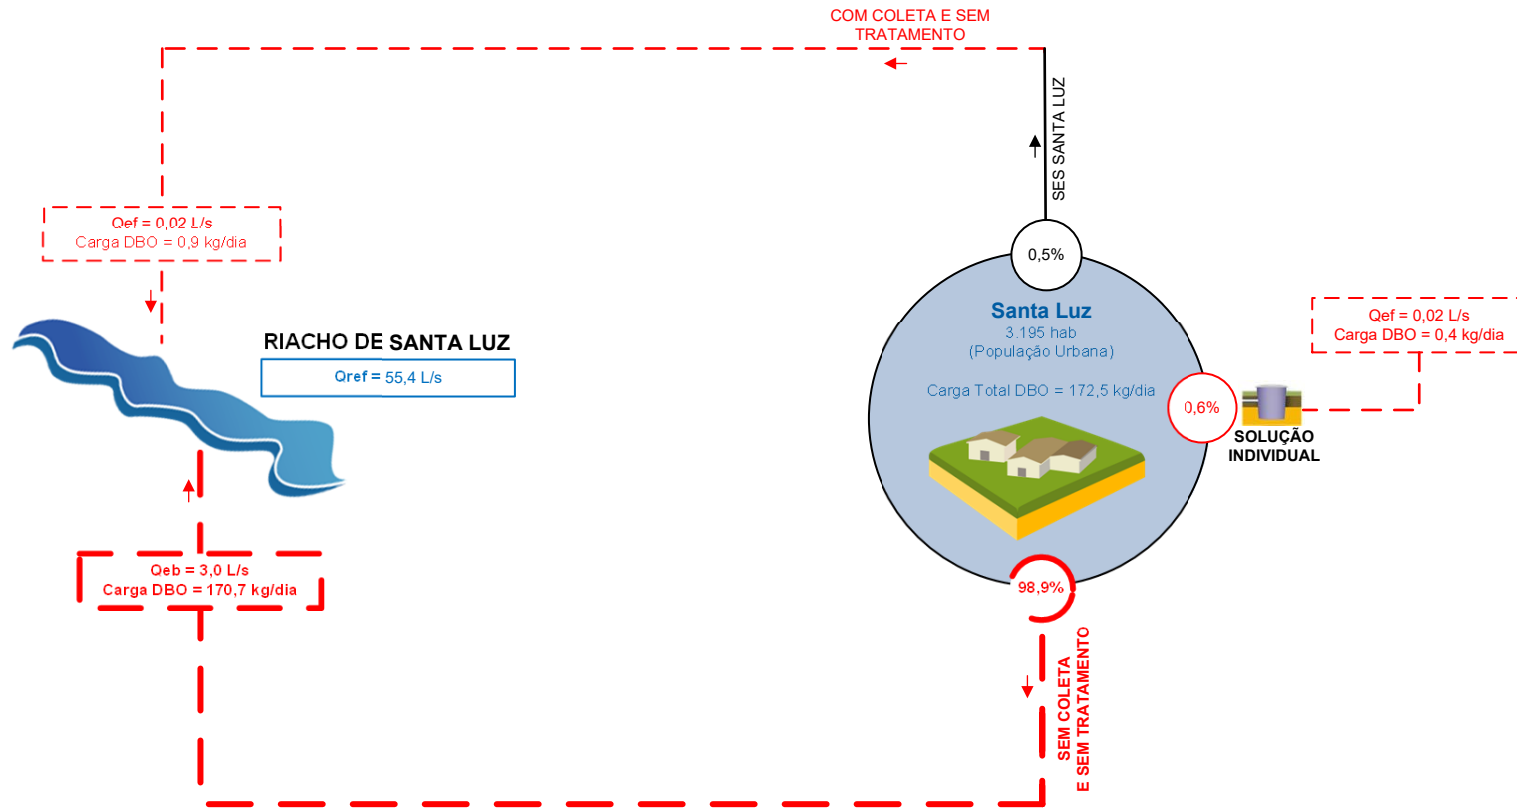 COM COLETA E SEM
TRATAMENTO
SES SANTA LUZ
Qef = 0,02 L/s
Carga DBO = 0,9 kg/dia
0,5%
Santa Luz
3.195 hab
(População Urbana)
Carga Total DBO = 172,5 kg/dia
Qef = 0,02 L/s
Carga DBO = 0,4 kg/dia
RIACHO DE SANTA LUZ
Qref = 55,4 L/s
0,6%
SOLUÇÃO
INDIVIDUAL
Qeb = 3,0 L/s
Carga DBO = 170,7 kg/dia
98,9%
SEM COLETA
E SEM TRATAMENTO